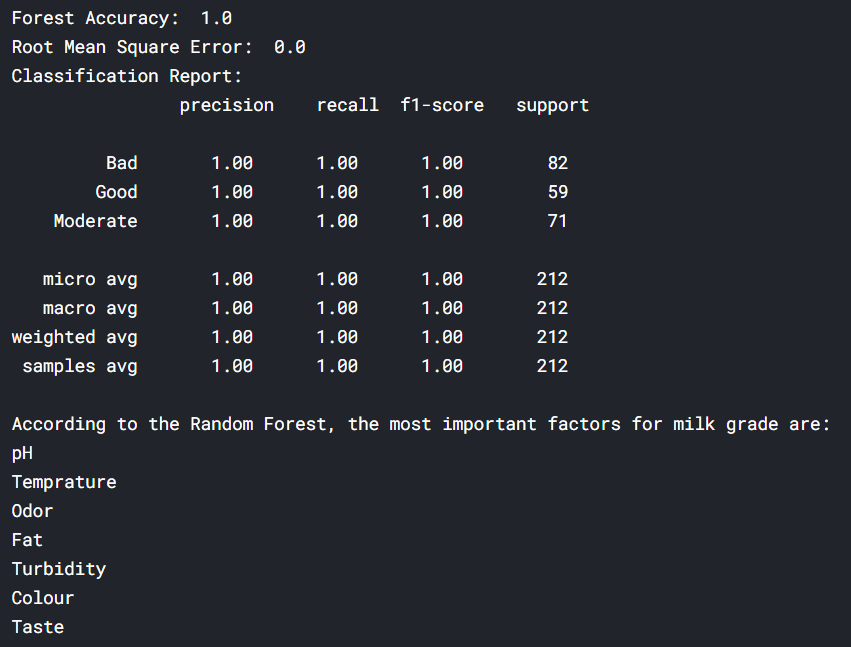 Forest Accuracy:  1.0
Root Mean Square Error:  0.0
Classification Report:
                precision    recall  f1-score   support

         Bad       1.00      1.00      1.00        82
        Good       1.00      1.00      1.00        59
    Moderate       1.00      1.00      1.00        71

   micro avg       1.00      1.00      1.00       212
   macro avg       1.00      1.00      1.00       212
weighted avg       1.00      1.00      1.00       212
 samples avg       1.00      1.00      1.00       212

According to the Random Forest, the most important factors for milk grade are:
pH
Temprature
Odor
Fat
Turbidity
Colour
Taste